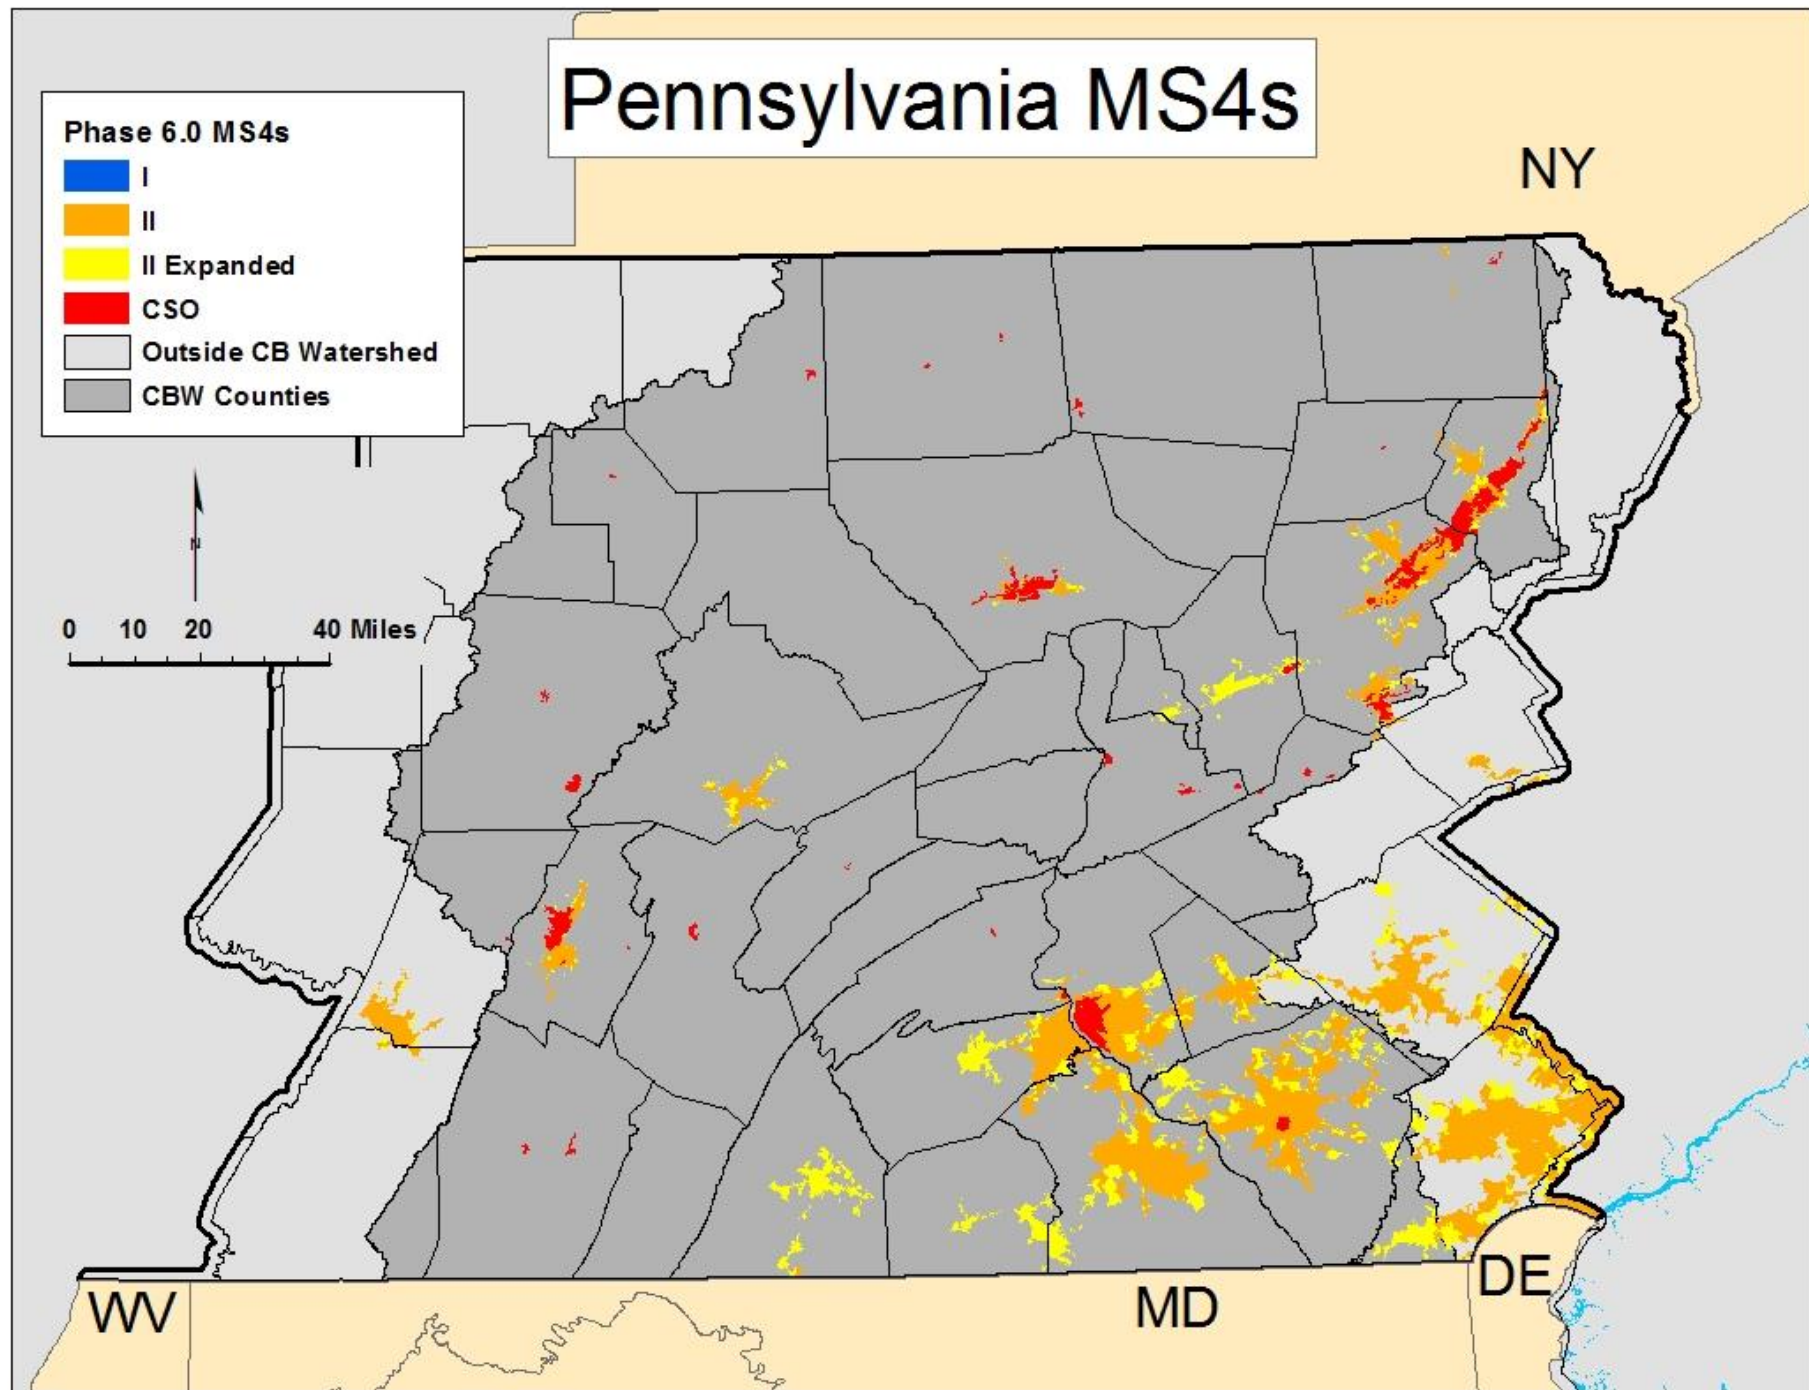 Pennsylvania MS4s
NY
Phase 6.0 MS4s
I
II
II Expanded
CSO
Outside CB Watershed
CBW Counties
N
0 10 20 40 Miles
WV
MD
DE